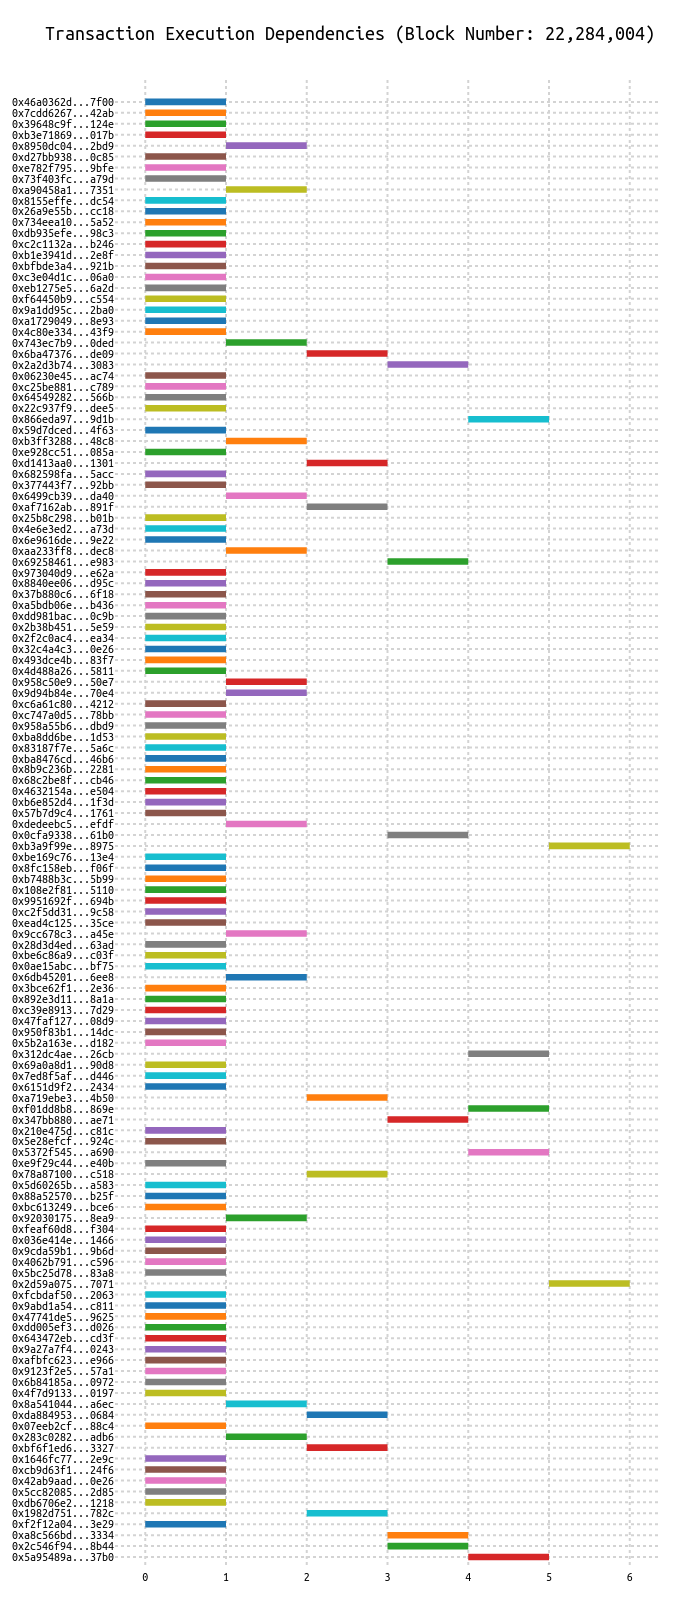 Transaction Execution Dependencies (Block Number: 22,284,004)
0x46a0362d...7f00
0x7cdd6267...42ab
0x39648c9f...124e
0xb3e71869...017b
0x8950dc04...2bd9
0xd27bb938...0c85
0xe782f795...9bfe
0x73f403fc...a79d
0xa90458a1...7351
0x8155effe...dc54
0x26a9e55b...cc18
0x734eea10...5a52
0xdb935efe...98c3
0xc2c1132a...b246
0xb1e3941d...2e8f
0xbfbde3a4...921b
0xc3e04d1c...06a0
0xeb1275e5...6a2d
0xf64450b9...c554
0x9a1dd95c...2ba0
0xa1729049...8e93
0x4c80e334...43f9
0x743ec7b9...0ded
0x6ba47376...de09
0x2a2d3b74...3083
0x06230e45...ac74
0xc25be881...c789
0x64549282...566b
0x22c937f9...dee5
0x866eda97...9d1b
0x59d7dced...4f63
0xb3ff3288...48c8
0xe928cc51...085a
0xd1413aa0...1301
0x682598fa...5acc
0x377443f7...92bb
0x6499cb39...da40
0xaf7162ab...891f
0x25b8c298...b01b
0x4e6e3ed2...a73d
0x6e9616de...9e22
0xaa233ff8...dec8
0x69258461...e983
0x973040d9...e62a
0x8840ee06...d95c
0x37b880c6...6f18
0xa5bdb06e...b436
0xdd981bac...0c9b
0x2b38b451...5e59
0x2f2c0ac4...ea34
0x32c4a4c3...0e26
0x493dce4b...83f7
0x4d488a26...5811
0x958c50e9...50e7
0x9d94b84e...70e4
0xc6a61c80...4212
0xc747a0d5...78bb
0x958a55b6...dbd9
0xba8dd6be...1d53
0x83187f7e...5a6c
0xba8476cd...46b6
0x8b9c236b...2281
0x68c2be8f...cb46
0x4632154a...e504
0xb6e852d4...1f3d
0x57b7d9c4...1761
0xdedeebc5...efdf
0x0cfa9338...61b0
0xb3a9f99e...8975
0xbe169c76...13e4
0x8fc158eb...f06f
0xb7488b3c...5b99
0x108e2f81...5110
0x9951692f...694b
0xc2f5dd31...9c58
0xead4c125...35ce
0x9cc678c3...a45e
0x28d3d4ed...63ad
0xbe6c86a9...c03f
0x0ae15abc...bf75
0x6db45201...6ee8
0x3bce62f1...2e36
0x892e3d11...8a1a
0xc39e8913...7d29
0x47faf127...08d9
0x950f83b1...14dc
0x5b2a163e...d182
0x312dc4ae...26cb
0x69a0a8d1...90d8
0x7ed8f5af...d446
0x6151d9f2...2434
0xa719ebe3...4b50
0xf01dd8b8...869e
0x347bb880...ae71
0x210e475d...c81c
0x5e28efcf...924c
0x5372f545...a690
0xe9f29c44...e40b
0x78a87100...c518
0x5d60265b...a583
0x88a52570...b25f
0xbc613249...bce6
0x92030175...8ea9
0xfeaf60d8...f304
0x036e414e...1466
0x9cda59b1...9b6d
0x4062b791...c596
0x5bc25d78...83a8
0x2d59a075...7071
0xfcbdaf50...2063
0x9abd1a54...c811
0x47741de5...9625
0xdd005ef3...d026
0x643472eb...cd3f
0x9a27a7f4...0243
0xafbfc623...e966
0x9123f2e5...57a1
0x6b84185a...0972
0x4f7d9133...0197
0x8a541044...a6ec
0xda884953...0684
0x07eeb2cf...88c4
0x283c0282...adb6
0xbf6f1ed6...3327
0x1646fc77...2e9c
0xcb9d63f1...24f6
0x42ab9aad...0e26
0x5cc82085...2d85
0xdb6706e2...1218
0x1982d751...782c
0xf2f12a04...3e29
0xa8c566bd...3334
0x2c546f94...8b44
0x5a95489a...37b0
0 1 2 3 4 5 6